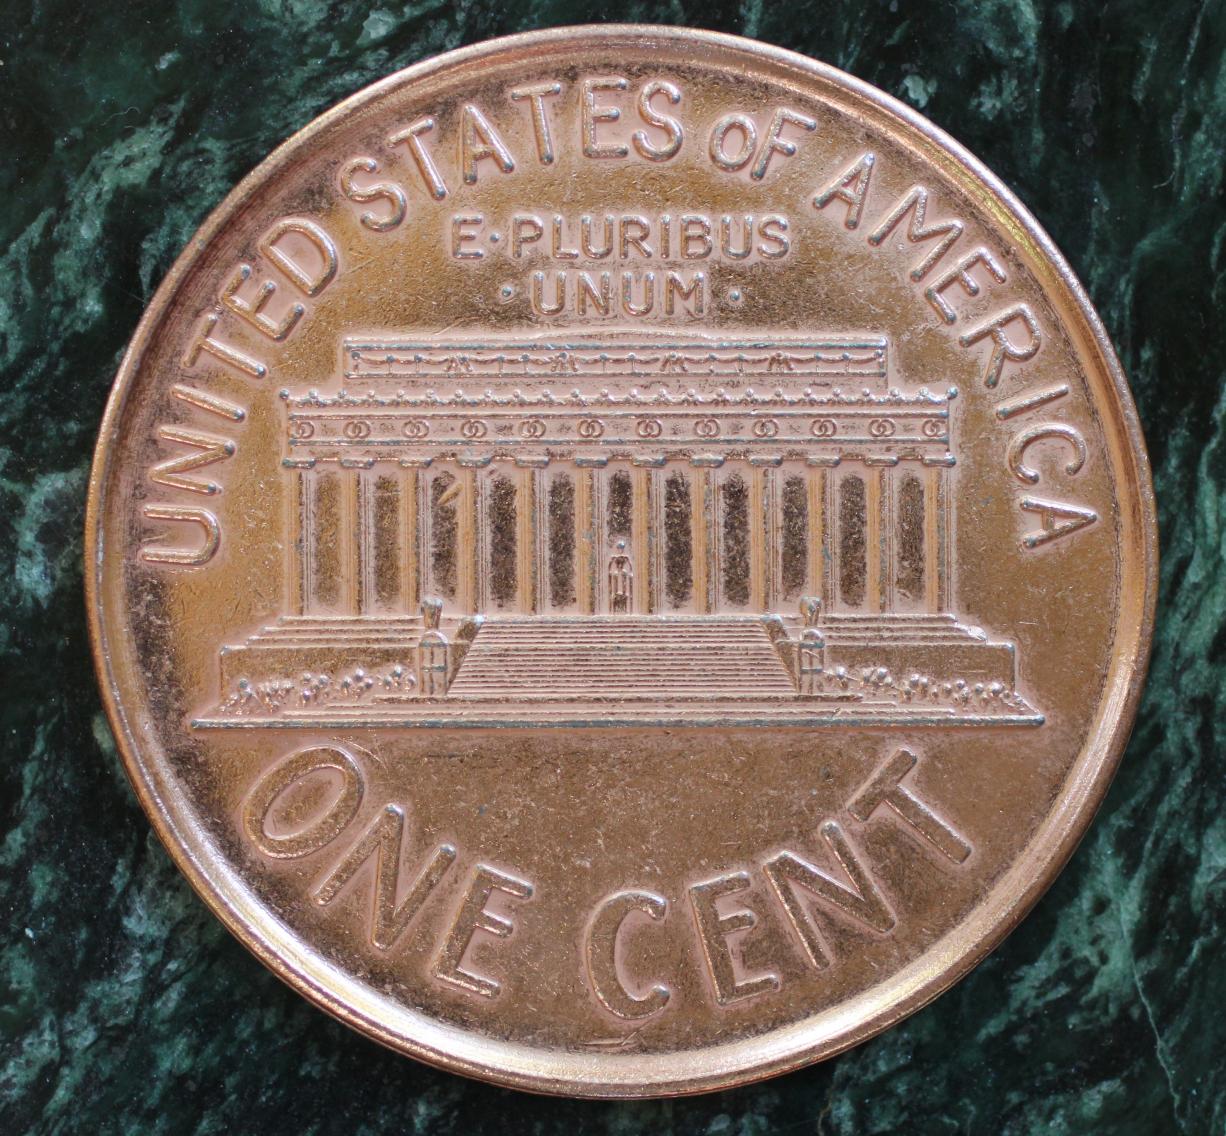 UNITED STATES OF AMERICA
E·PLURIBUS
·UNUM·
ONE CENT